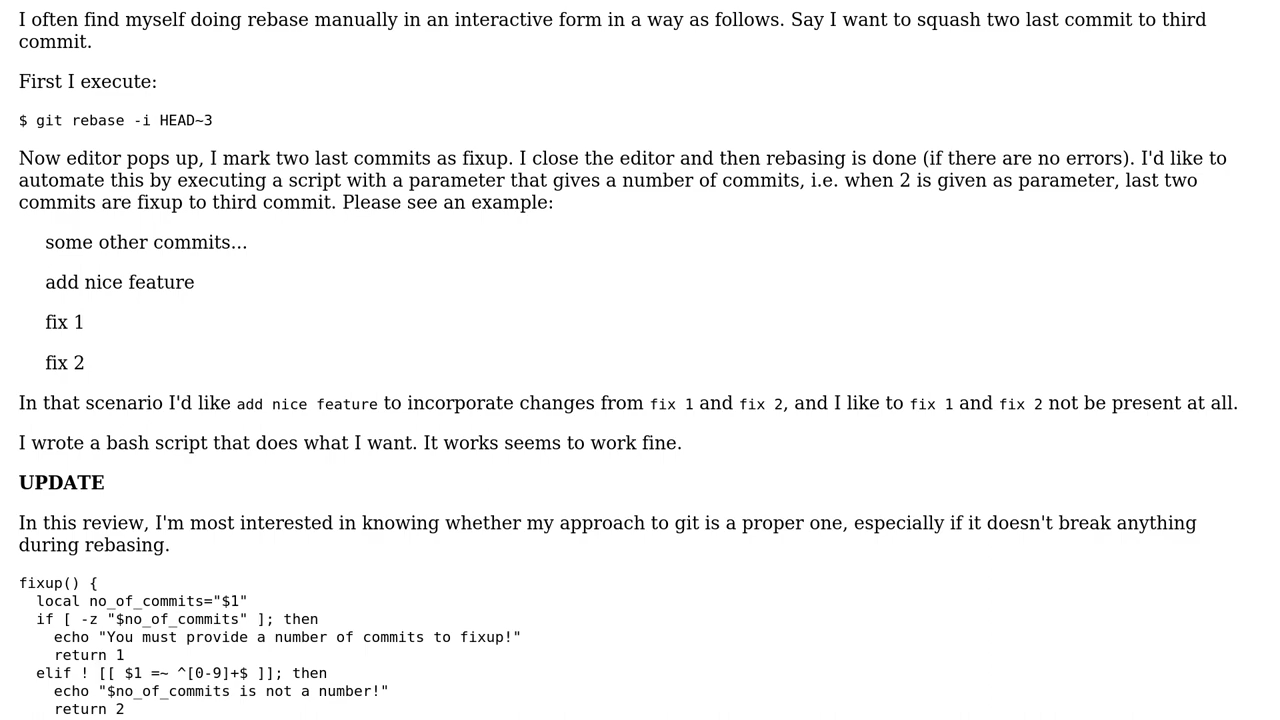 I often find myself doing rebase manually in an interactive form in a way as follows. Say I want to squash two last commit to third
commit.
First I execute:
$ git rebase -i HEAD~3
Now editor pops up, I mark two last commits as fixup. I close the editor and then rebasing is done (if there are no errors). I'd like to
automate this by executing a script with a parameter that gives a number of commits, i.e. when 2 is given as parameter, last two
commits are fixup to third commit. Please see an example:
some other commits...
add nice feature
fix 1
fix 2
In that scenario I'd like add nice feature to incorporate changes from fix 1 and fix 2, and I like to fix 1 and fix 2 not be present at all.
I wrote a bash script that does what I want. It works seems to work fine.
UPDATE
In this review, I'm most interested in knowing whether my approach to git is a proper one, especially if it doesn't break anything
during rebasing.
fixup() {
  local no_of_commits="$1"
  if [ -z "$no_of_commits" ]; then
    echo "You must provide a number of commits to fixup!"
    return 1
  elif ! [[ $1 =~ ^[0-9]+$ ]]; then
    echo "$no_of_commits is not a number!"
    return 2